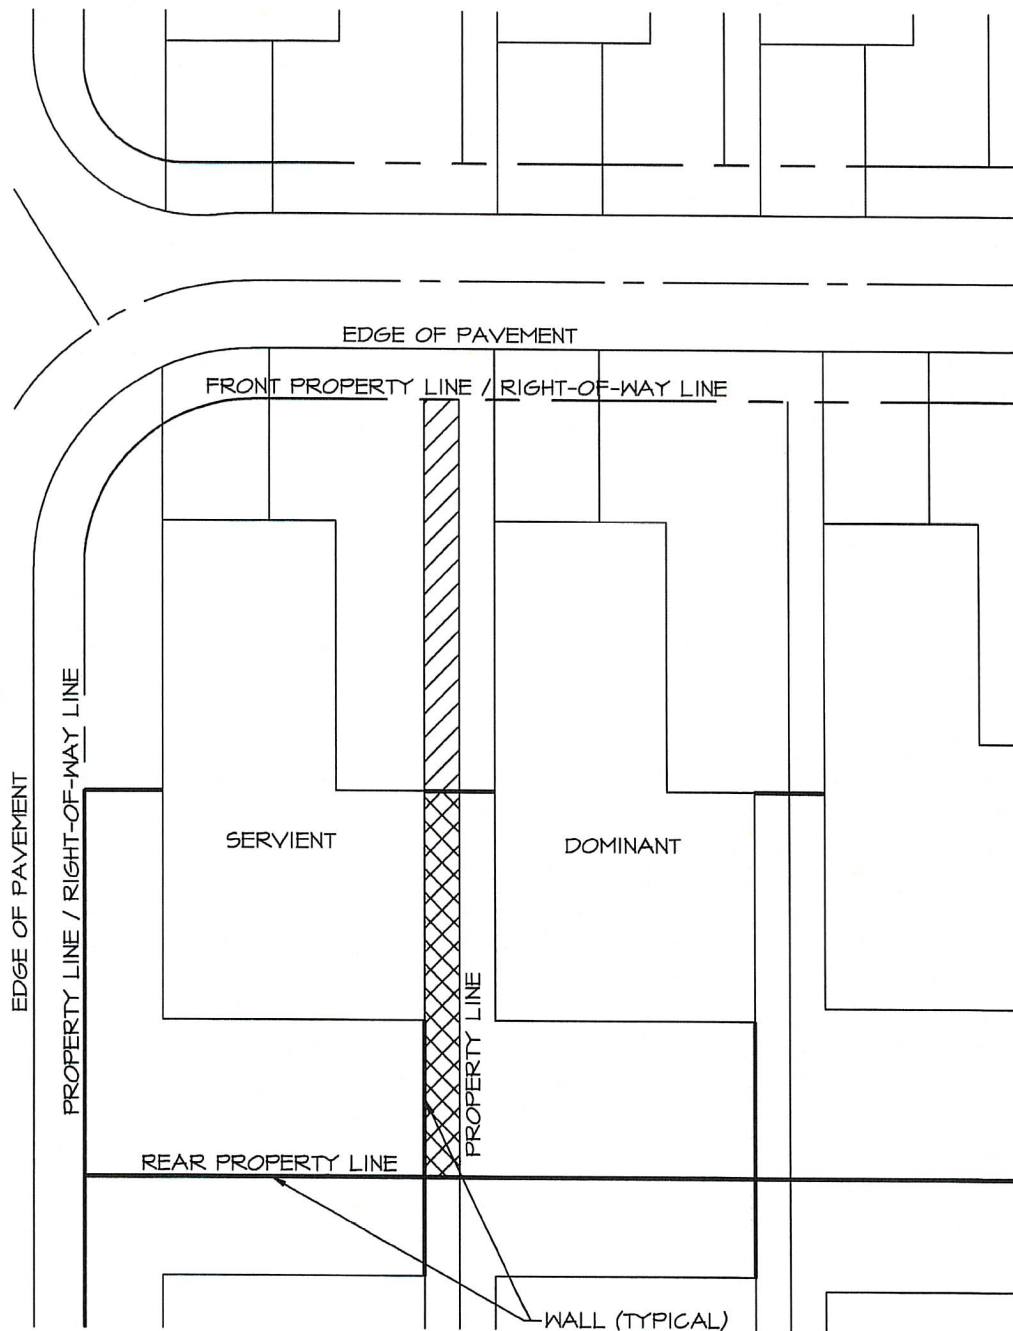 EDGE OF PAVEMENT
FRONT PROPERTY LINE / RIGHT-OF-WAY LINE
EDGE OF PAVEMENT
PROPERTY LINE / RIGHT-OF-WAY LINE
SERVIENT
DOMINANT
PROPERTY LINE
REAR PROPERTY LINE
WALL (TYPICAL)